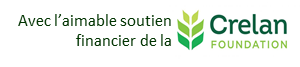 Avec l’aimable soutien
financier de la
Crelan
FOUNDATION